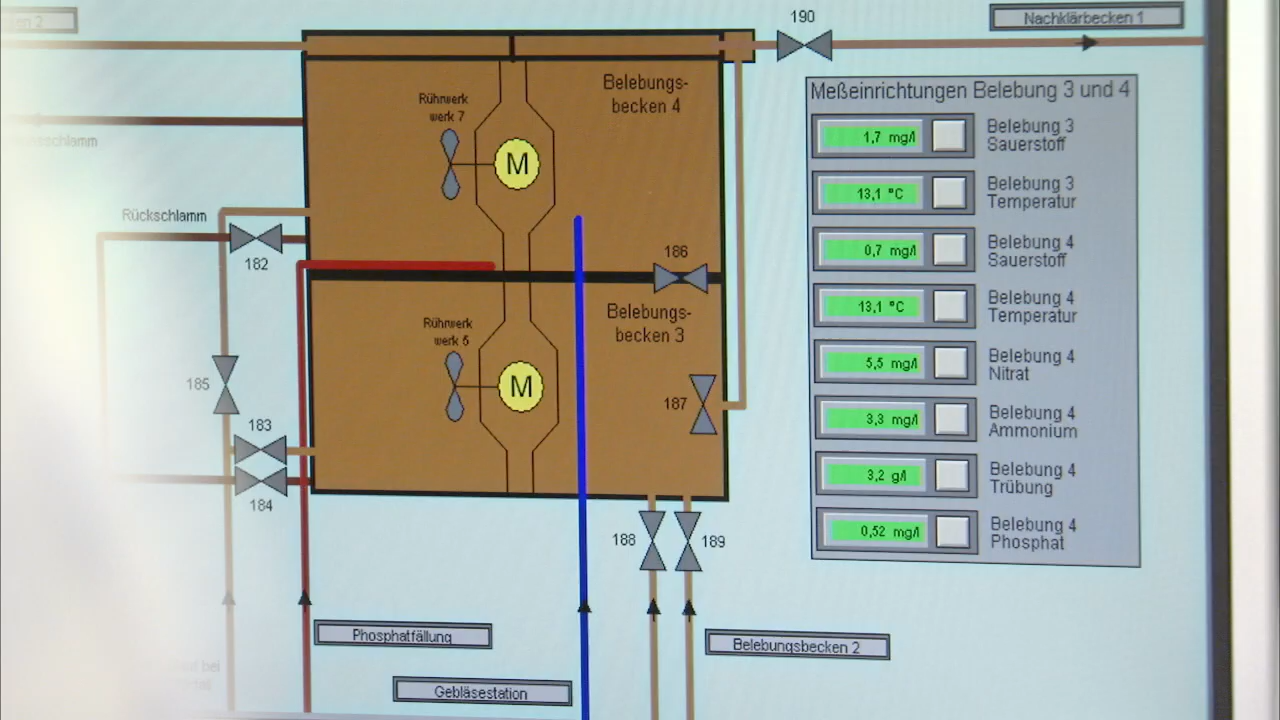 190
Nachklärbecken 1
Belebungs-
becken 4
Rührwerk
werk 7
M
Meßeinrichtungen Belebung 3 und 4
1,7 mg/l
Belebung 3
Sauerstoff
13,1 °C
Belebung 3
Temperatur
0,7 mg/l
Belebung 4
Sauerstoff
13,1 °C
Belebung 4
Temperatur
5,5 mg/l
Belebung 4
Nitrat
3,3 mg/l
Belebung 4
Ammonium
3,2 g/l
Belebung 4
Trübung
0,52 mg/l
Belebung 4
Phosphat
Rückschlamm
182
186
Belebungs-
becken 3
Rührwerk
werk 6
M
185
187
183
184
188
189
Phosphatfällung
Belebungsbecken 2
Gebläsestation